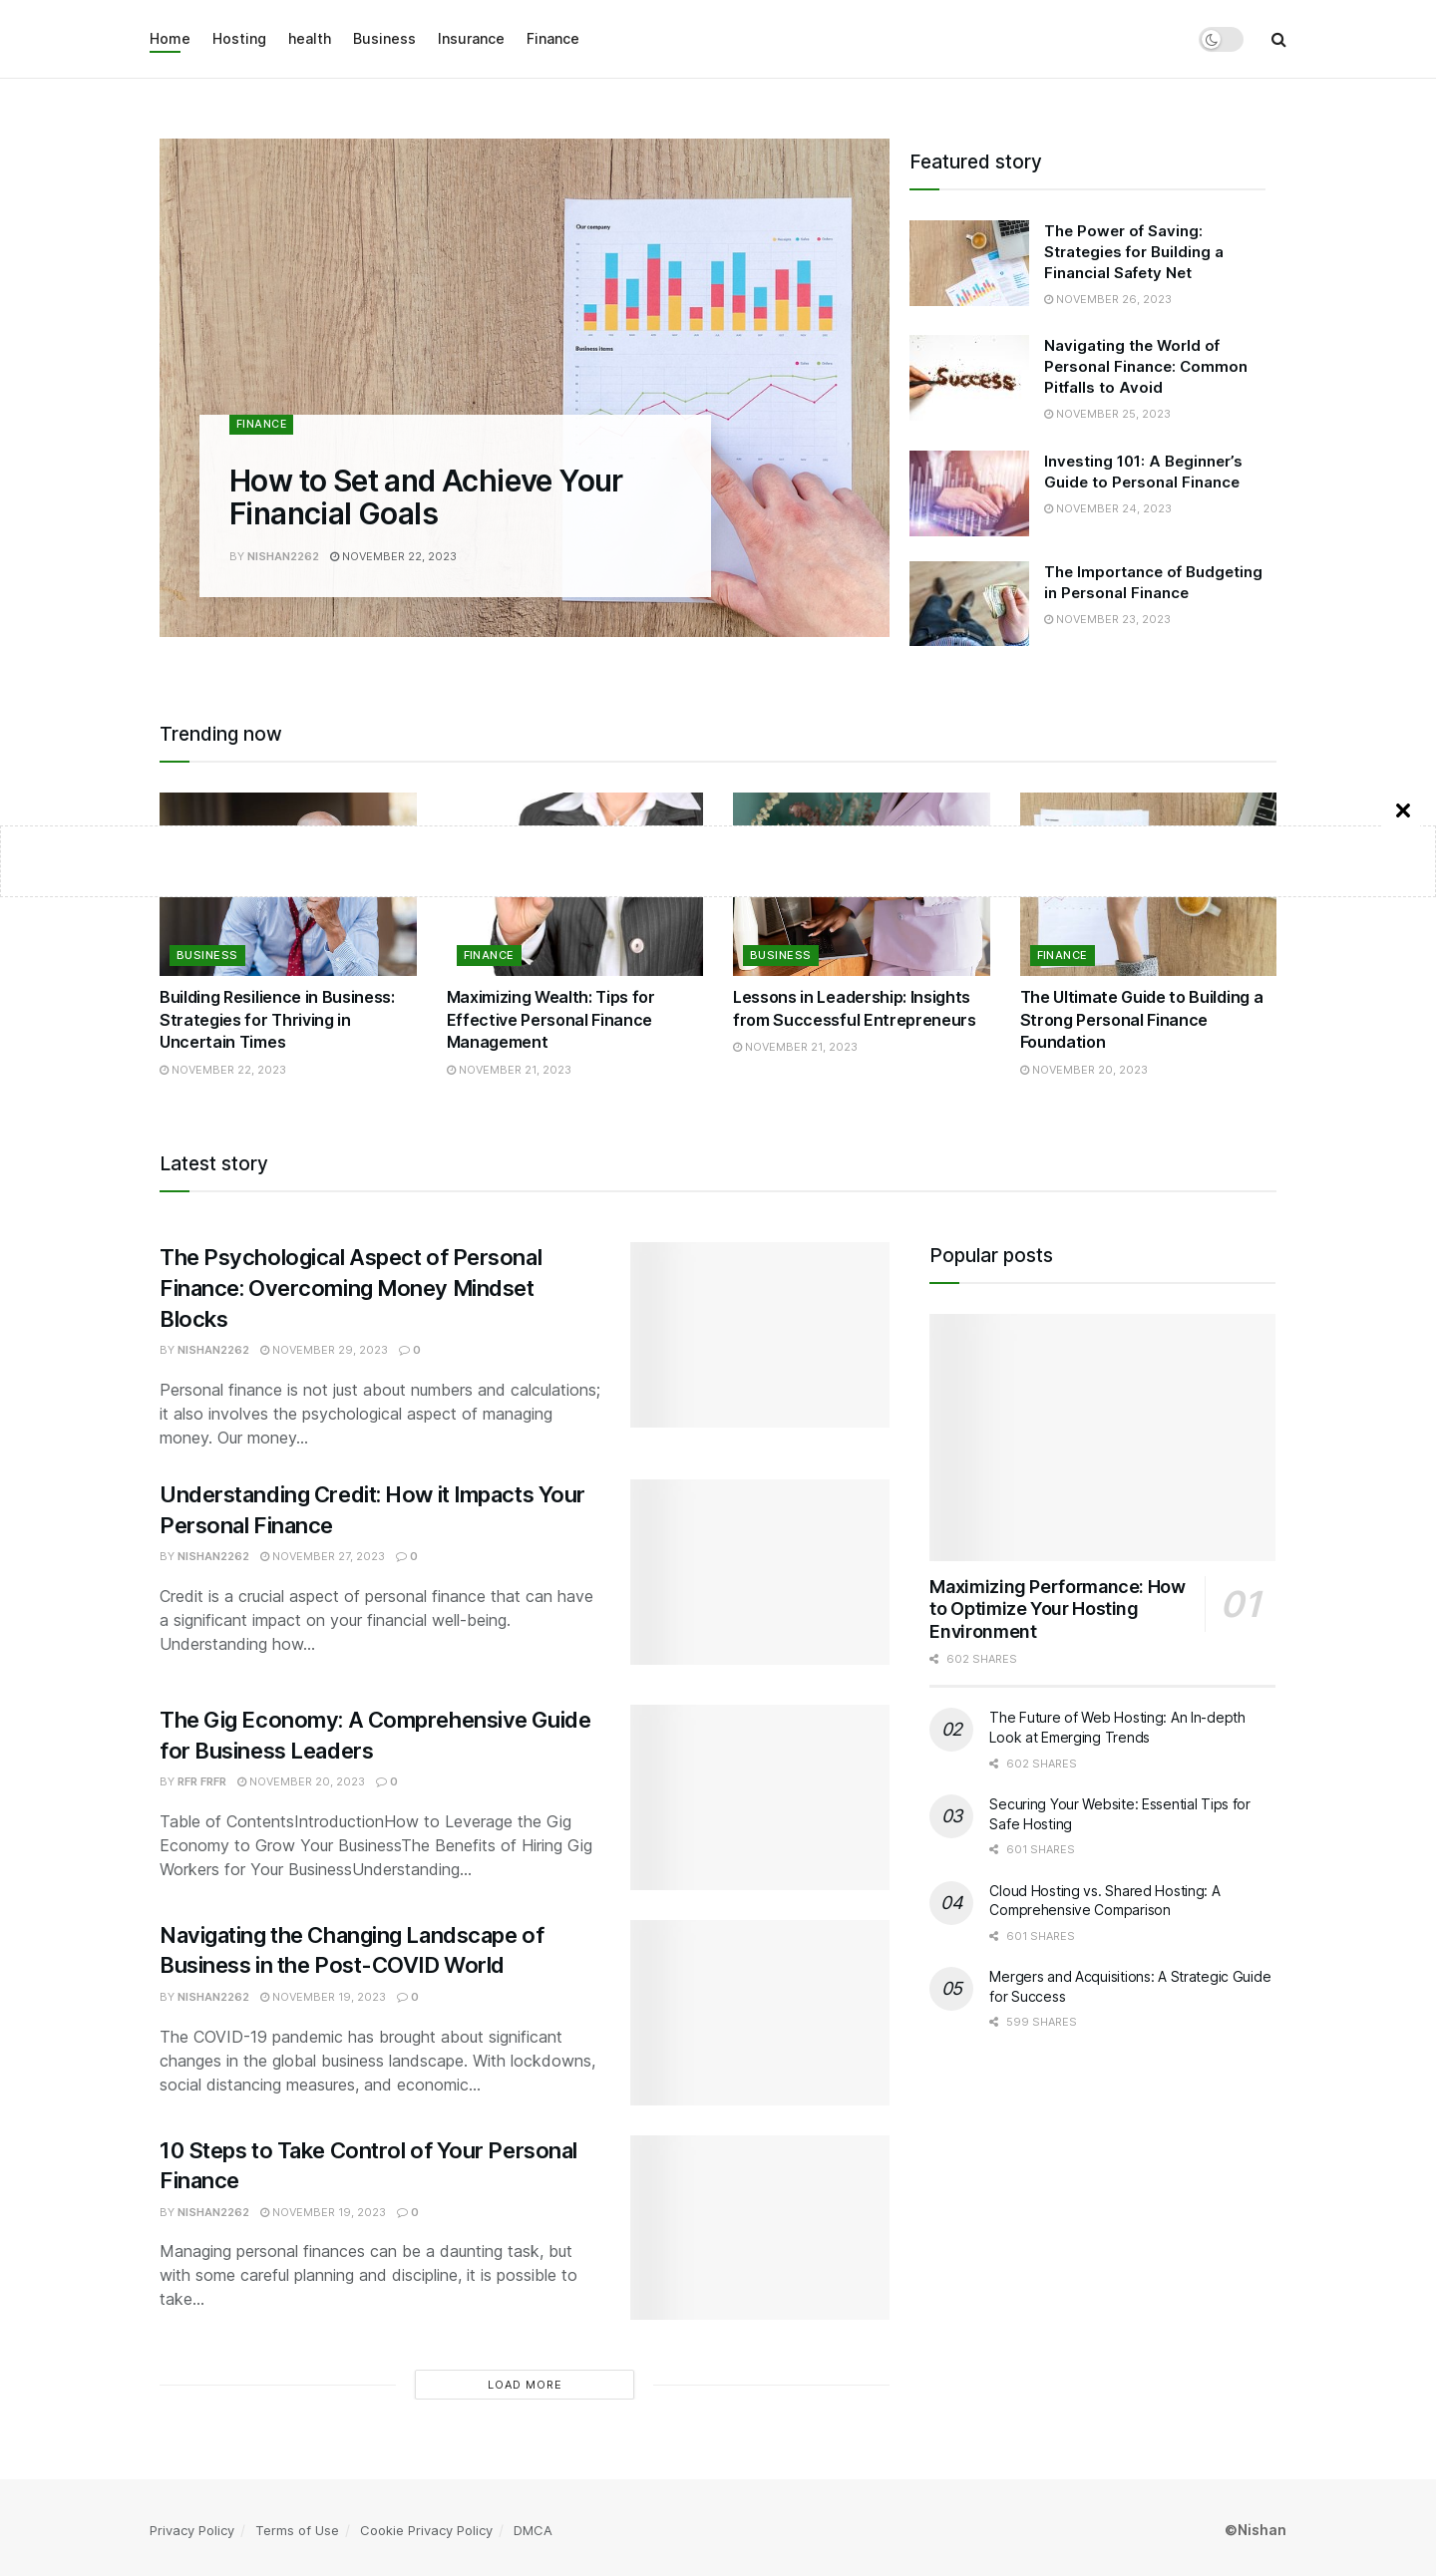 Home Hosting health Business Insurance Finance
Our company
Business items
FINANCE
How to Set and Achieve Your
Financial Goals
BY NISHAN2262 NOVEMBER 22, 2023
Featured story
The Power of Saving:
Strategies for Building a
Financial Safety Net
NOVEMBER 26, 2023
Success
Navigating the World of
Personal Finance: Common
Pitfalls to Avoid
NOVEMBER 25, 2023
Investing 101: A Beginner’s
Guide to Personal Finance
NOVEMBER 24, 2023
The Importance of Budgeting
in Personal Finance
NOVEMBER 23, 2023
Trending now
BUSINESS
Building Resilience in Business:
Strategies for Thriving in
Uncertain Times
NOVEMBER 22, 2023
FINANCE
Maximizing Wealth: Tips for
Effective Personal Finance
Management
NOVEMBER 21, 2023
BUSINESS
Lessons in Leadership: Insights
from Successful Entrepreneurs
NOVEMBER 21, 2023
FINANCE
The Ultimate Guide to Building a
Strong Personal Finance
Foundation
NOVEMBER 20, 2023
Latest story
The Psychological Aspect of Personal
Finance: Overcoming Money Mindset
Blocks
BY NISHAN2262 NOVEMBER 29, 2023 0
Personal finance is not just about numbers and calculations;
it also involves the psychological aspect of managing
money. Our money...
Understanding Credit: How it Impacts Your
Personal Finance
BY NISHAN2262 NOVEMBER 27, 2023 0
Credit is a crucial aspect of personal finance that can have
a significant impact on your financial well-being.
Understanding how...
The Gig Economy: A Comprehensive Guide
for Business Leaders
BY RFR FRFR NOVEMBER 20, 2023 0
Table of ContentsIntroductionHow to Leverage the Gig
Economy to Grow Your BusinessThe Benefits of Hiring Gig
Workers for Your BusinessUnderstanding...
Navigating the Changing Landscape of
Business in the Post-COVID World
BY NISHAN2262 NOVEMBER 19, 2023 0
The COVID-19 pandemic has brought about significant
changes in the global business landscape. With lockdowns,
social distancing measures, and economic...
10 Steps to Take Control of Your Personal
Finance
BY NISHAN2262 NOVEMBER 19, 2023 0
Managing personal finances can be a daunting task, but
with some careful planning and discipline, it is possible to
take...
LOAD MORE
Popular posts
Maximizing Performance: How
to Optimize Your Hosting
Environment
01
602 SHARES
02
The Future of Web Hosting: An In-depth
Look at Emerging Trends
602 SHARES
03
Securing Your Website: Essential Tips for
Safe Hosting
601 SHARES
04
Cloud Hosting vs. Shared Hosting: A
Comprehensive Comparison
601 SHARES
05
Mergers and Acquisitions: A Strategic Guide
for Success
599 SHARES
Privacy Policy / Terms of Use / Cookie Privacy Policy / DMCA
©Nishan